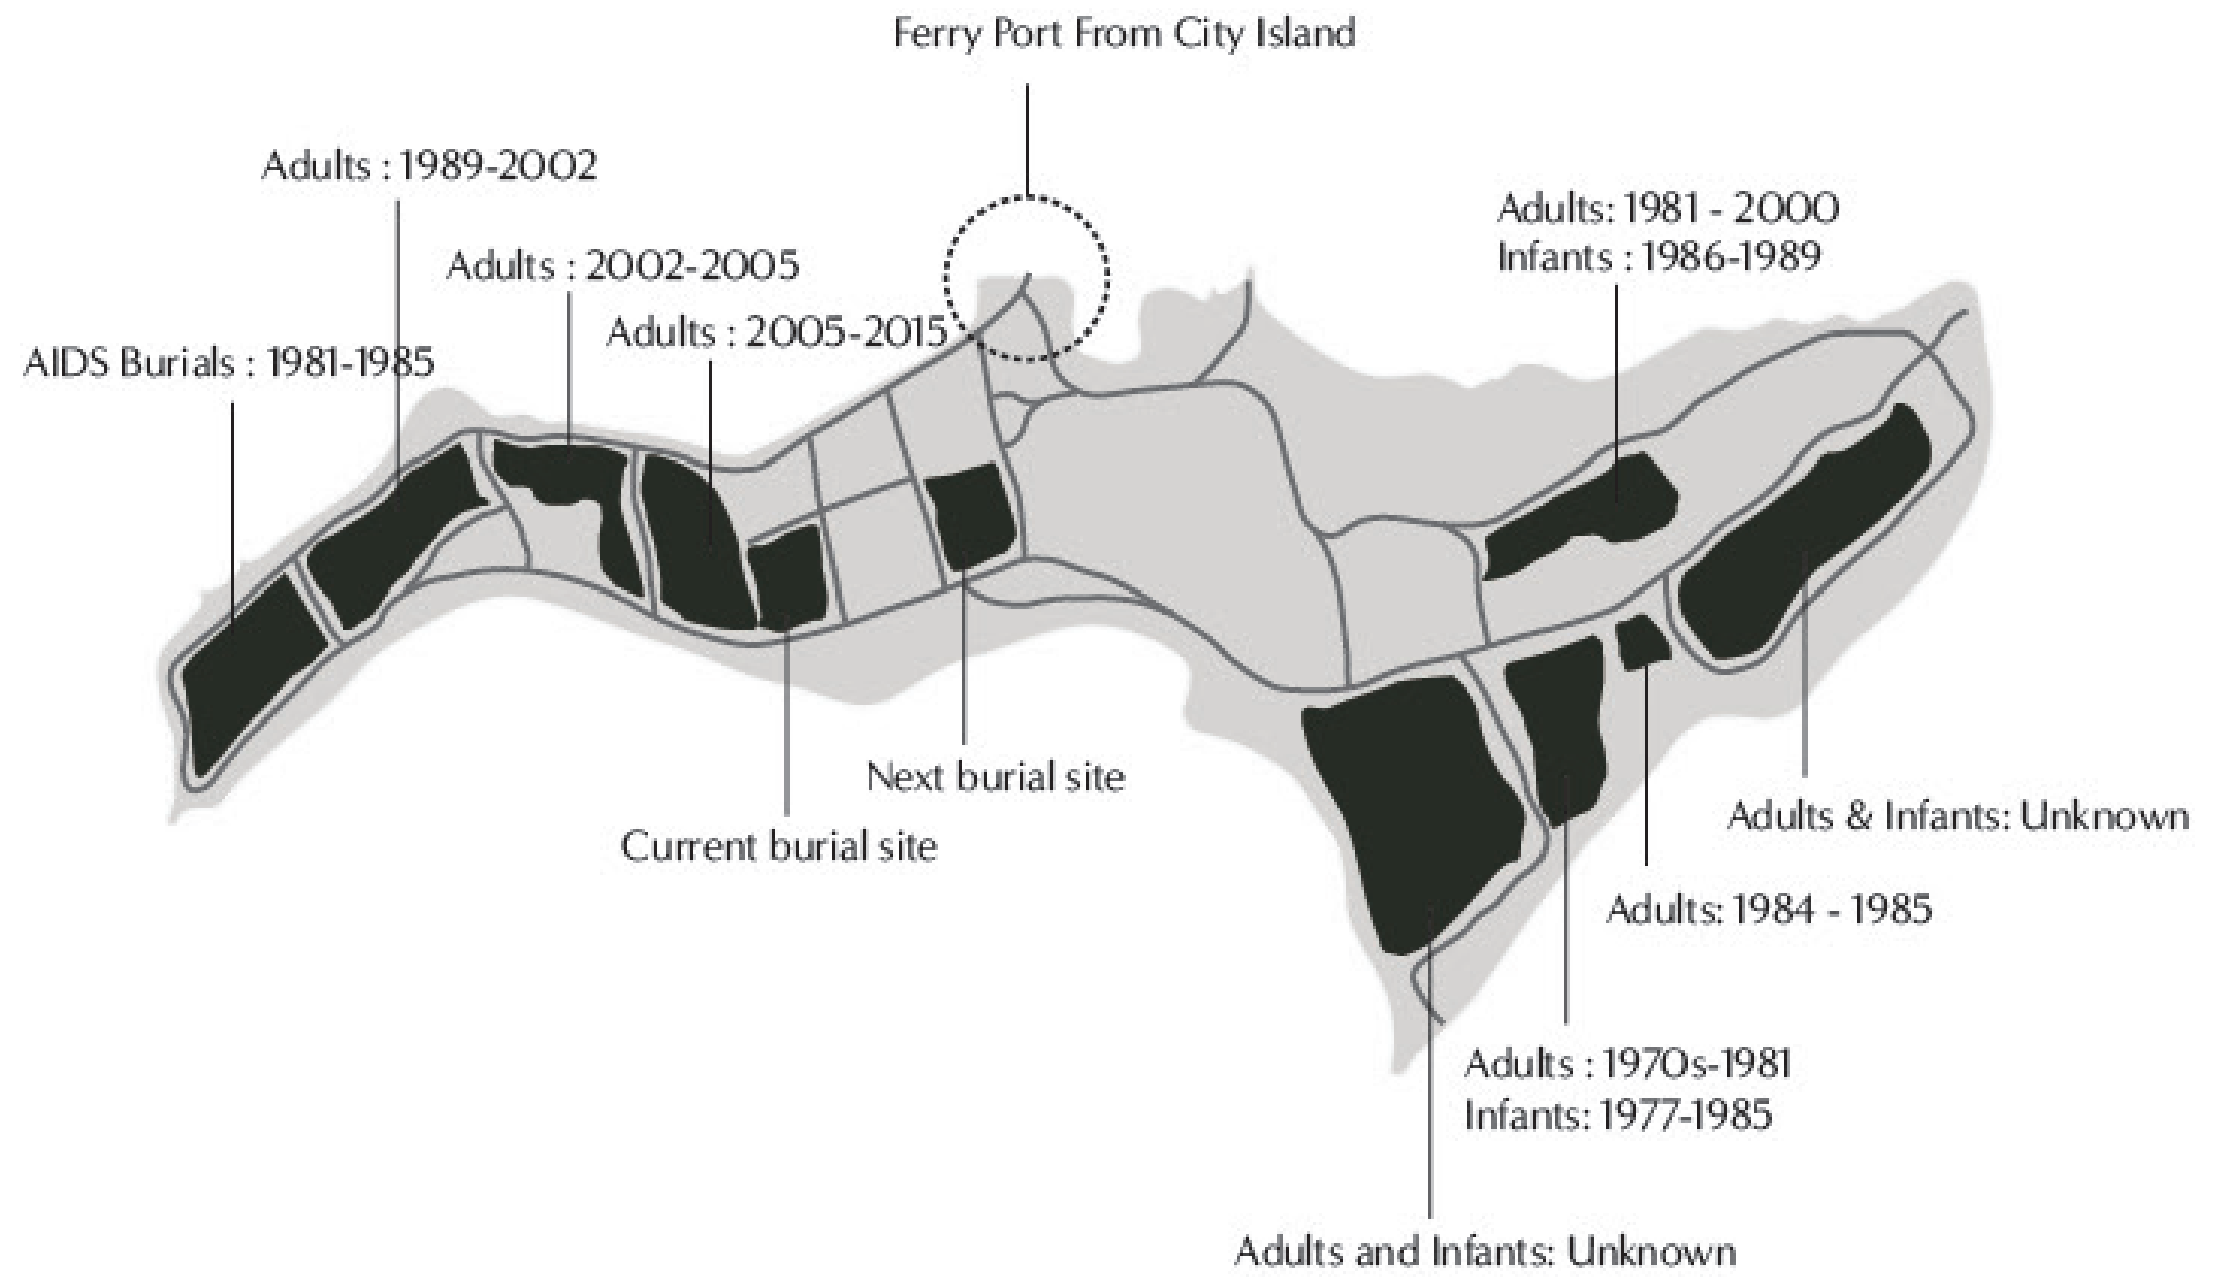 Ferry Port From City Island
Adults : 1989-2002
Adults : 2002-2005
Adults : 2005-2015
AIDS Burials : 1981-1985
Adults: 1981 - 2000
Infants : 1986-1989
Next burial site
Current burial site
Adults & Infants: Unknown
Adults: 1984 - 1985
Adults : 1970s-1981
Infants: 1977-1985
Adults and Infants: Unknown